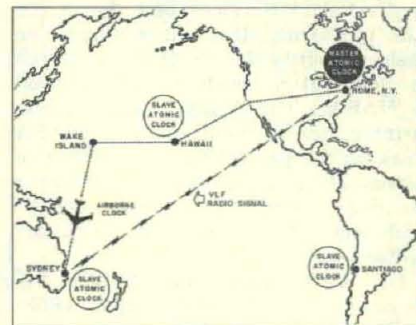 MASTER
ATOMIC
CLOCK
ROME, N.Y.
SLAVE
ATOMIC
CLOCK
WAKE
ISLAND
HAWAII
AIRBORNE
CLOCK
VLF
RADIO SIGNAL
SYDNEY
SLAVE
ATOMIC
CLOCK
SLAVE
ATOMIC
CLOCK
SANTIAGO